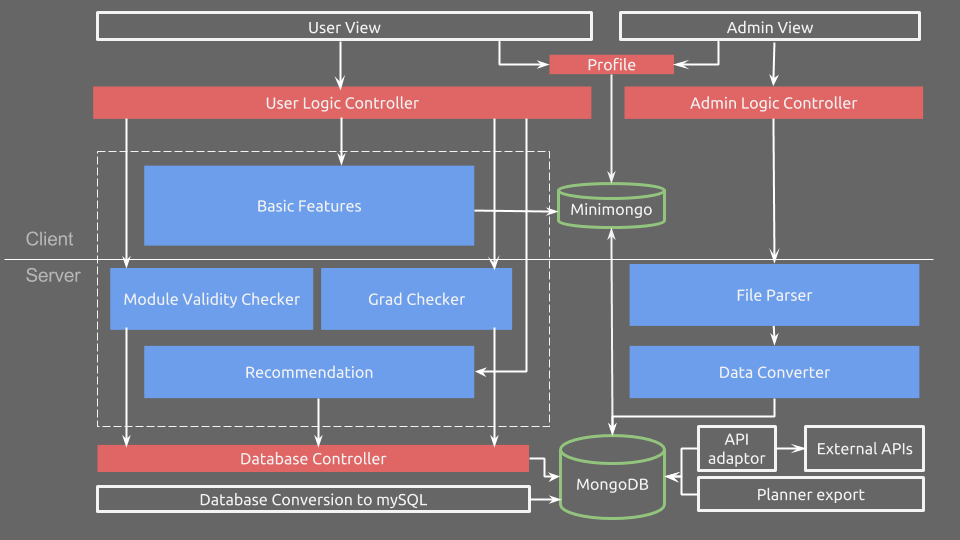 User View
Admin View
Profile
User Logic Controller
Admin Logic Controller
Basic Features
Minimongo
Client
Server
Module Validity Checker
Grad Checker
File Parser
Recommendation
Data Converter
Database Controller
API
adaptor
External APIs
MongoDB
Database Conversion to mySQL
Planner export